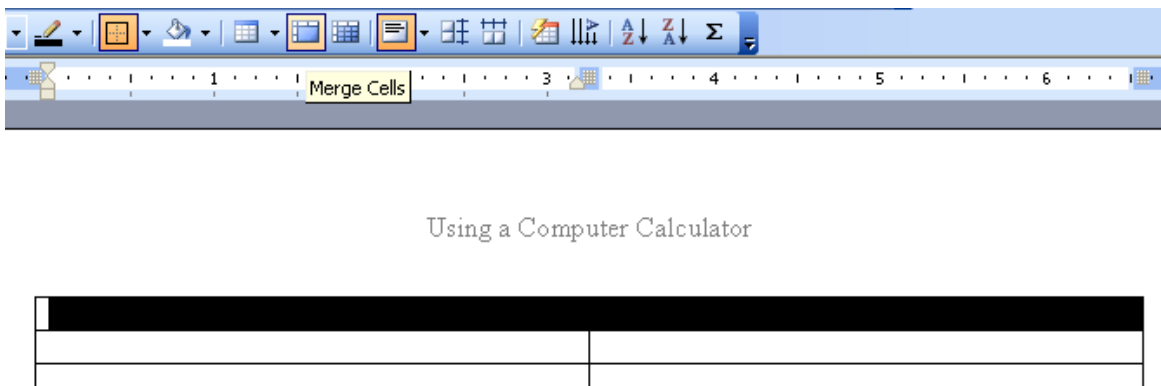 A Z Z A Σ
1 3 4 5 6
Merge Cells
Using a Computer Calculator